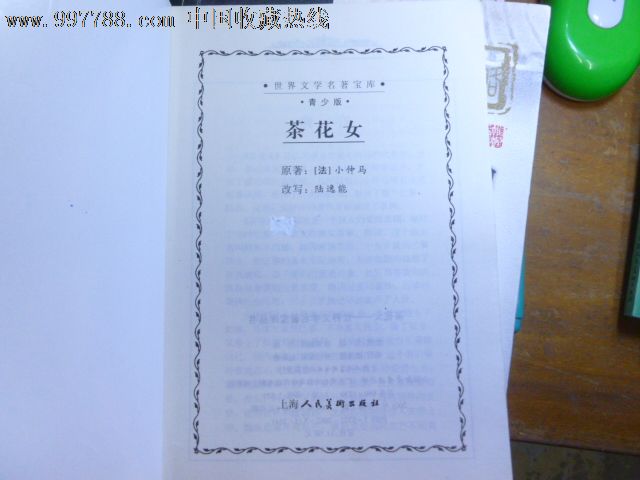 www.997788.com 中国收藏热线
·世界文学名著宝库·
·青少版·
茶花女
原著：[法]小仲马
改写：陆逸能
上海人民美术出版社